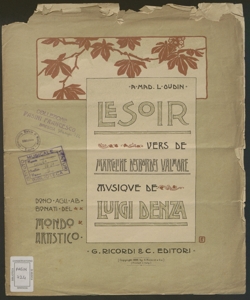 A·MAD. L·OUDIN·
LE SOIR
VERS DE
MARCELINE DESBORDES VALMORE
MUSIQUE DE
LUIGI DENZA
DONO AGLI AB-
BONATI DEL
MONDO
ARTISTICO
·G. RICORDI & C. EDITORI·